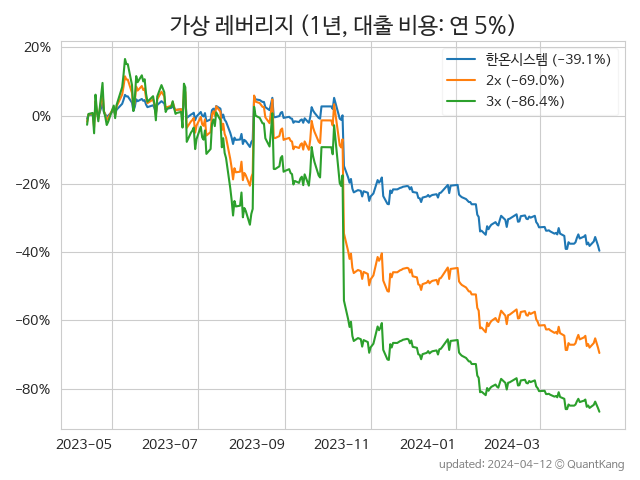 가상 레버리지 (1년, 대출 비용: 연 5%)
20%
0%
−20%
−40%
−60%
−80%
한온시스템 (−39.1%)
2x (−69.0%)
3x (−86.4%)
2023-05 2023-07 2023-09 2023-11 2024-01 2024-03
updated: 2024-04-12 © QuantKang